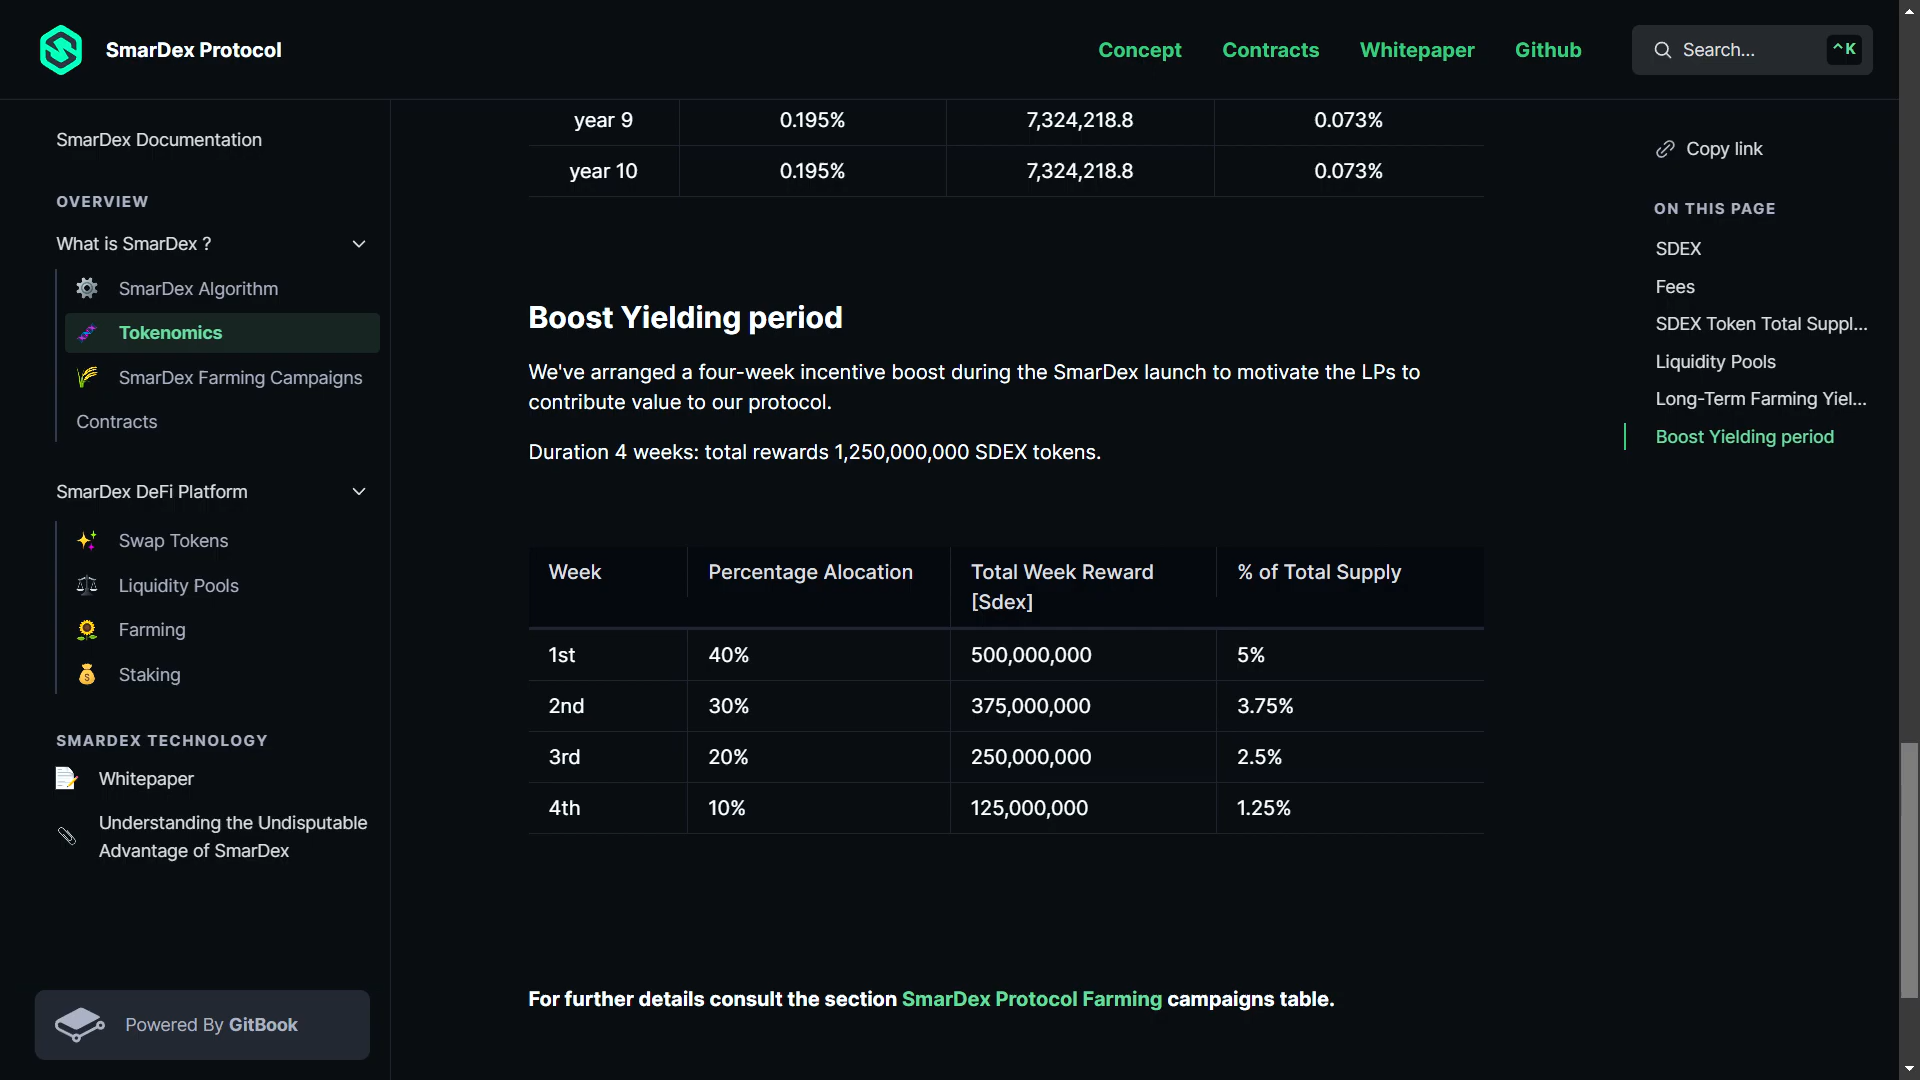 SmarDex Protocol
Concept
Contracts
Whitepaper
Github
Search...
^K
SmarDex Documentation
OVERVIEW
What is SmarDex ?
SmarDex Algorithm
Tokenomics
SmarDex Farming Campaigns
Contracts
SmarDex DeFi Platform
Swap Tokens
Liquidity Pools
Farming
Staking
SMARDEX TECHNOLOGY
Whitepaper
Understanding the Undisputable
Advantage of SmarDex
Powered By GitBook
year 9 0.195% 7,324,218.8 0.073%
year 10 0.195% 7,324,218.8 0.073%
Boost Yielding period
We've arranged a four-week incentive boost during the SmarDex launch to motivate the LPs to
contribute value to our protocol.
Duration 4 weeks: total rewards 1,250,000,000 SDEX tokens.
Week Percentage Alocation Total Week Reward % of Total Supply
[Sdex]
1st 40% 500,000,000 5%
2nd 30% 375,000,000 3.75%
3rd 20% 250,000,000 2.5%
4th 10% 125,000,000 1.25%
For further details consult the section SmarDex Protocol Farming campaigns table.
Copy link
ON THIS PAGE
SDEX
Fees
SDEX Token Total Suppl...
Liquidity Pools
Long-Term Farming Yiel...
Boost Yielding period